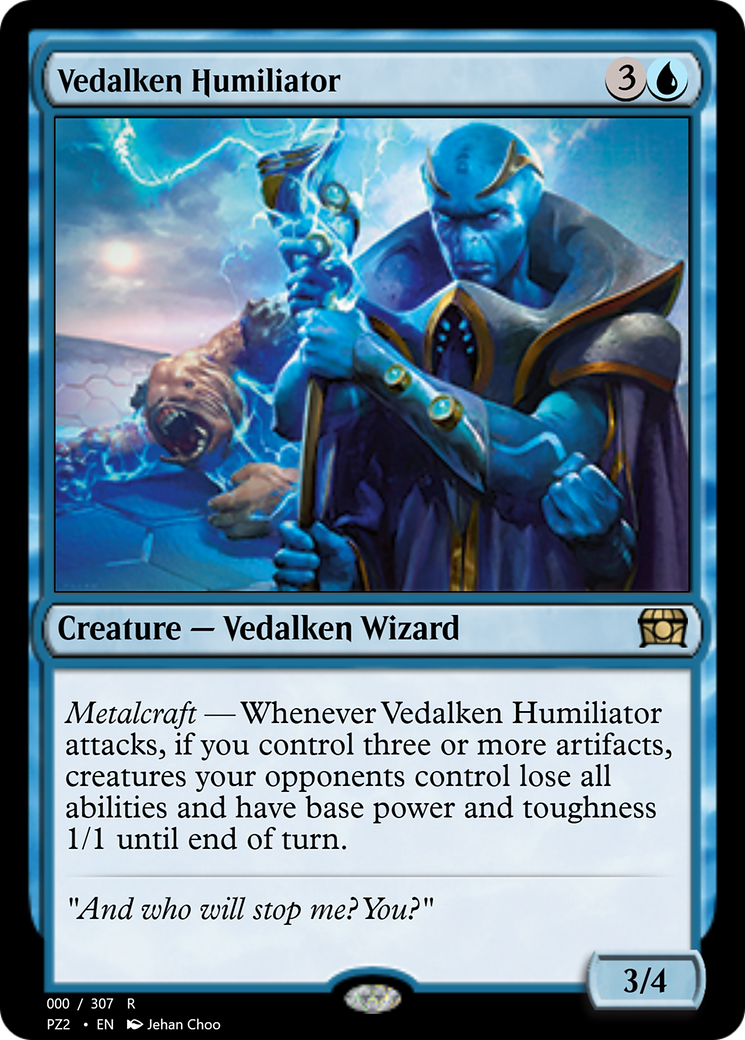 Vedalken Humiliator 3
Creature — Vedalken Wizard
Metalcraft — Whenever Vedalken Humiliator
attacks, if you control three or more artifacts,
creatures your opponents control lose all
abilities and have base power and toughness
1/1 until end of turn.
"And who will stop me? You?"
3/4
000 / 307 R
PZ2 • EN Jehan Choo